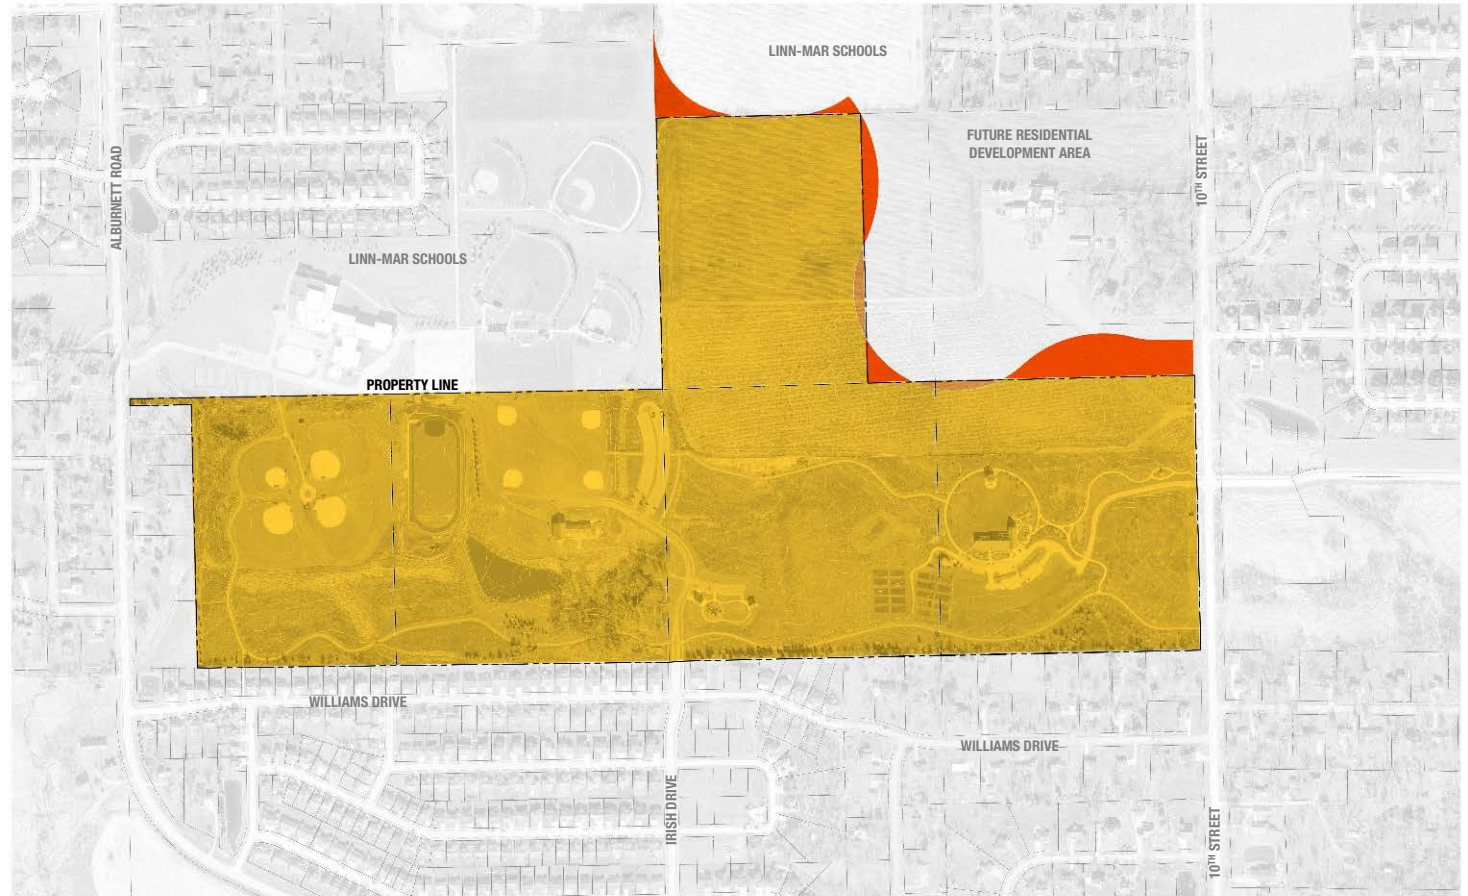 LINN-MAR SCHOOLS
FUTURE RESIDENTIAL
DEVELOPMENT AREA
10TH STREET
ALBURNETT ROAD
LINN-MAR SCHOOLS
PROPERTY LINE
WILLIAMS DRIVE
WILLIAMS DRIVE
IRISH DRIVE
10TH STREET